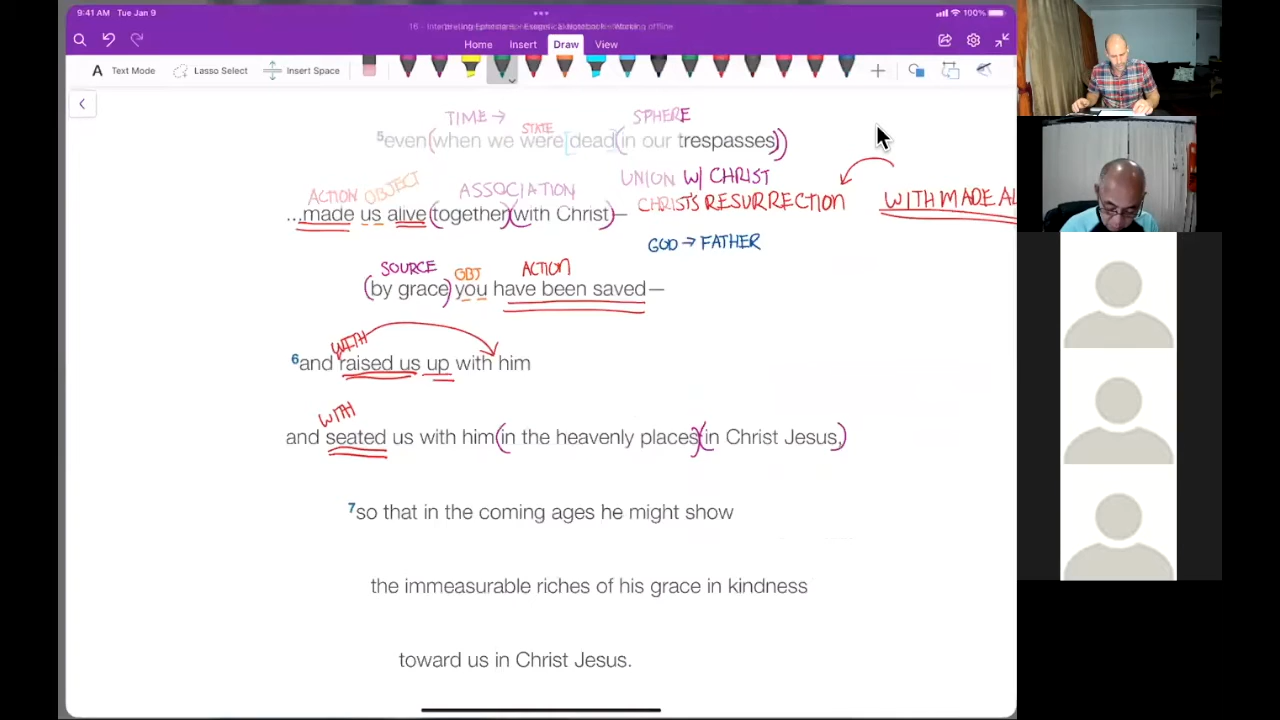 9:41 AM Tue Jan 9
100%
Home Insert Draw View
Text Mode Lasso Select Insert Space
TIME → STATE SPHERE
5even (when we were [dead (in our trespasses,))
ACTION OBJECT ASSOCIATION UNION W/ CHRIST
CHRIST'S RESURRECTION WITH MADE AL
...made us alive (together)(with Christ)—
GOD → FATHER
SOURCE OBJ ACTION
(by grace) you have been saved—
WITH
6and raised us up with him
WITH
and seated us with him (in the heavenly places)(in Christ Jesus,)
7so that in the coming ages he might show
the immeasurable riches of his grace in kindness
toward us in Christ Jesus.